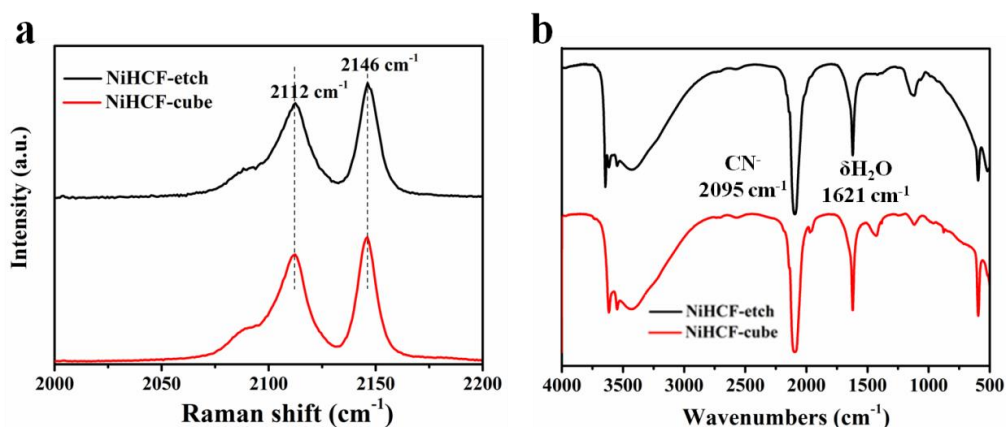 a
2146 cm⁻¹
NiHCF-etch
2112 cm⁻¹
NiHCF-cube
Intensity (a.u.)
2000 2050 2100 2150 2200
Raman shift (cm⁻¹)
b
CN⁻
2095 cm⁻¹
δH₂O
1621 cm⁻¹
NiHCF-etch
NiHCF-cube
4000 3500 3000 2500 2000 1500 1000 500
Wavenumbers (cm⁻¹)